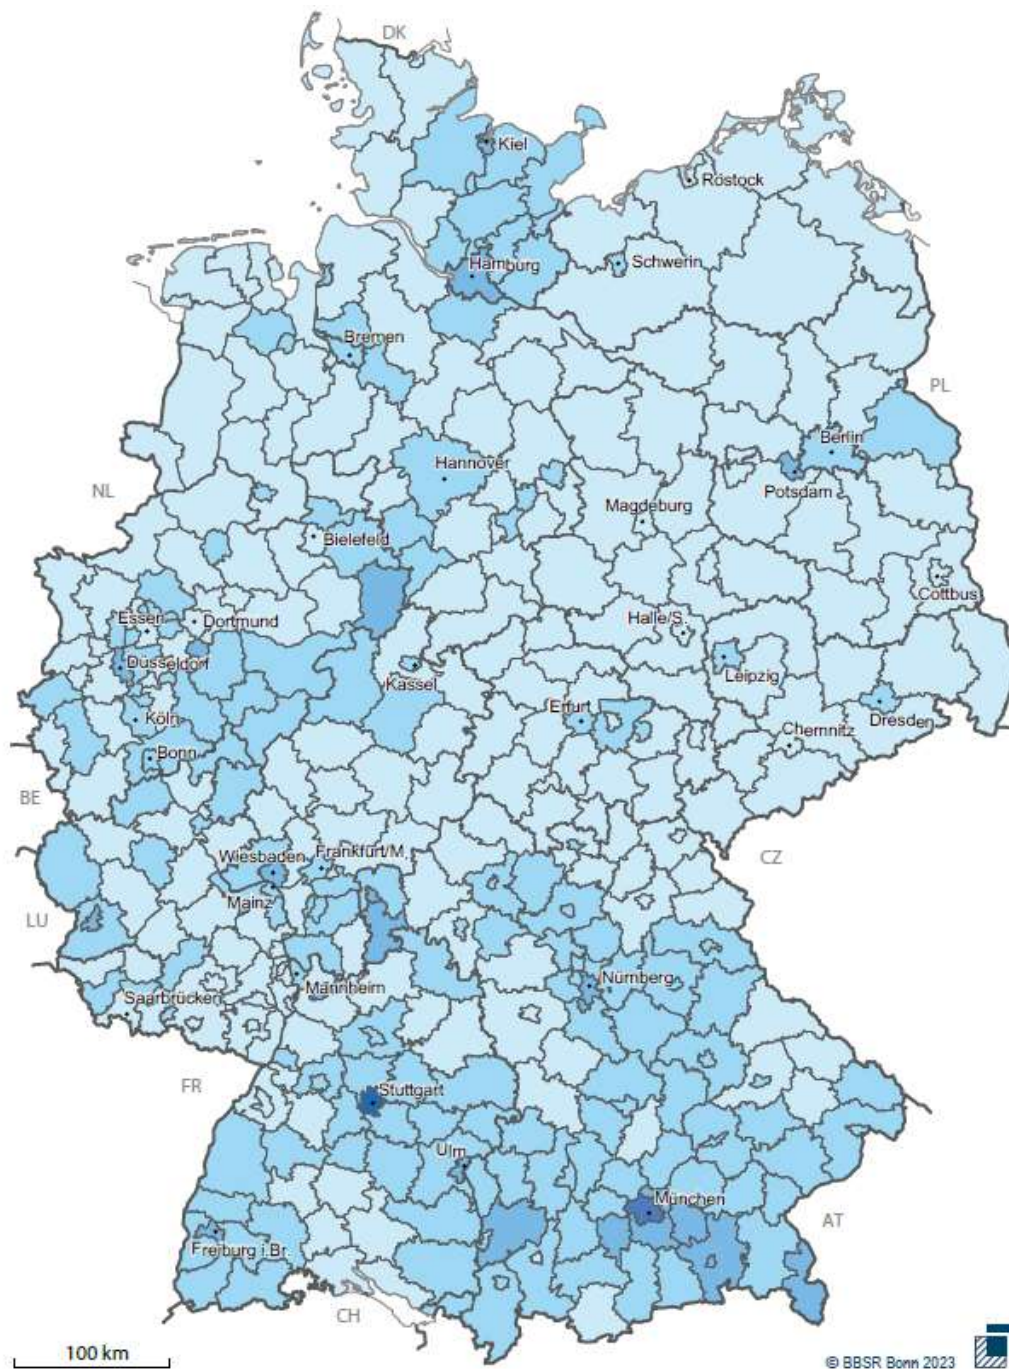 DK
Kiel
Rostock
Hamburg
Schwerin
Bremen
PL
Berlin
Hannover
NL
Potsdam
Magdeburg
Bielefeld
Cottbus
Essen
Dortmund
Halle/S.
Düsseldorf
Leipzig
Kassel
Köln
Erfurt
Dresden
Chemnitz
Bonn
BE
Wiesbaden
Frankfurt/M.
CZ
Mainz
LU
Nürnberg
Mannheim
Saarbrücken
FR
Stuttgart
Ulm
München
AT
Freiburg i.Br.
CH
100 km
© BBSR Bonn 2023